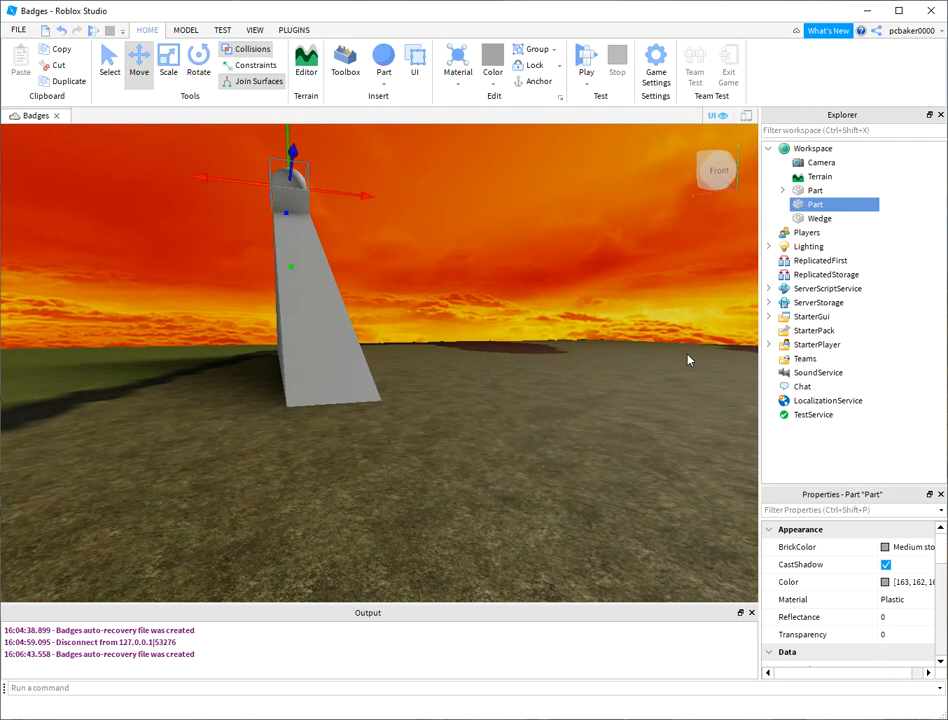 Badges - Roblox Studio
FILE HOME MODEL TEST VIEW PLUGINS What's New pcbaker0000
Paste Copy Cut Duplicate Clipboard
Select Move Scale Rotate Collisions Constraints Join Surfaces Tools
Editor Terrain
Toolbox Part UI Insert
Material Color Group Lock Anchor Edit
Play Stop Test
Game Settings Settings
Team Test Exit Game Team Test
Badges
UI
Front
Explorer
Filter workspace (Ctrl+Shift+X)
Workspace
Camera
Terrain
Part
Part
Wedge
Players
Lighting
ReplicatedFirst
ReplicatedStorage
ServerScriptService
ServerStorage
StarterGui
StarterPack
StarterPlayer
Teams
SoundService
Chat
LocalizationService
TestService
Properties - Part "Part"
Filter Properties (Ctrl+Shift+P)
Appearance
BrickColor Medium sto
CastShadow
Color [163, 162, 16
Material Plastic
Reflectance 0
Transparency 0
Data
Output
16:04:38.899 - Badges auto-recovery file was created
16:04:59.095 - Disconnect from 127.0.0.1|53276
16:06:43.558 - Badges auto-recovery file was created
Run a command